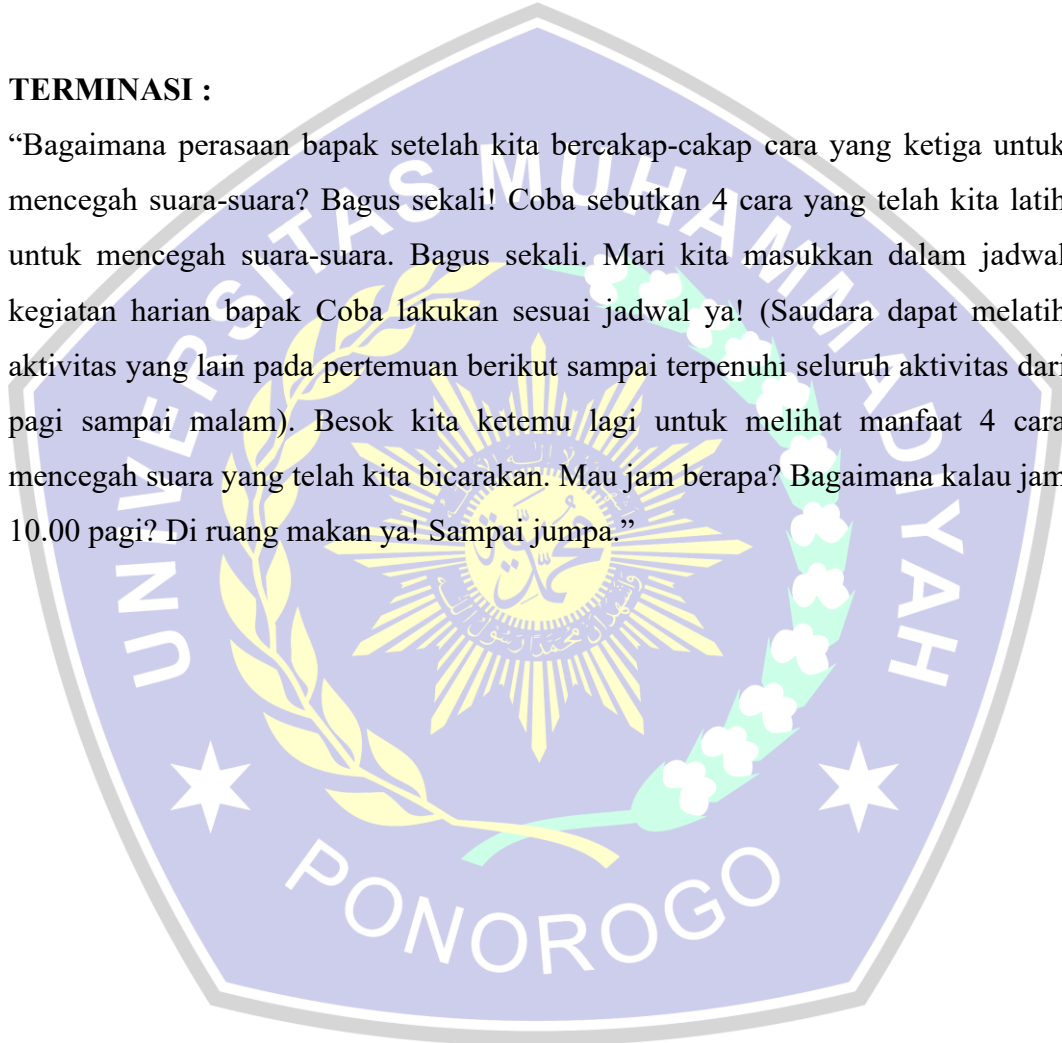 TERMINASI :
“Bagaimana perasaan bapak setelah kita bercakap-cakap cara yang ketiga untuk
mencegah suara-suara? Bagus sekali! Coba sebutkan 4 cara yang telah kita latih
untuk mencegah suara-suara. Bagus sekali. Mari kita masukkan dalam jadwal
kegiatan harian bapak Coba lakukan sesuai jadwal ya! (Saudara dapat melatih
aktivitas yang lain pada pertemuan berikut sampai terpenuhi seluruh aktivitas dari
pagi sampai malam). Besok kita ketemu lagi untuk melihat manfaat 4 cara
mencegah suara yang telah kita bicarakan. Mau jam berapa? Bagaimana kalau jam
10.00 pagi? Di ruang makan ya! Sampai jumpa.”
UNIVERSITAS MUHAMMADIYAH
PONOROGO